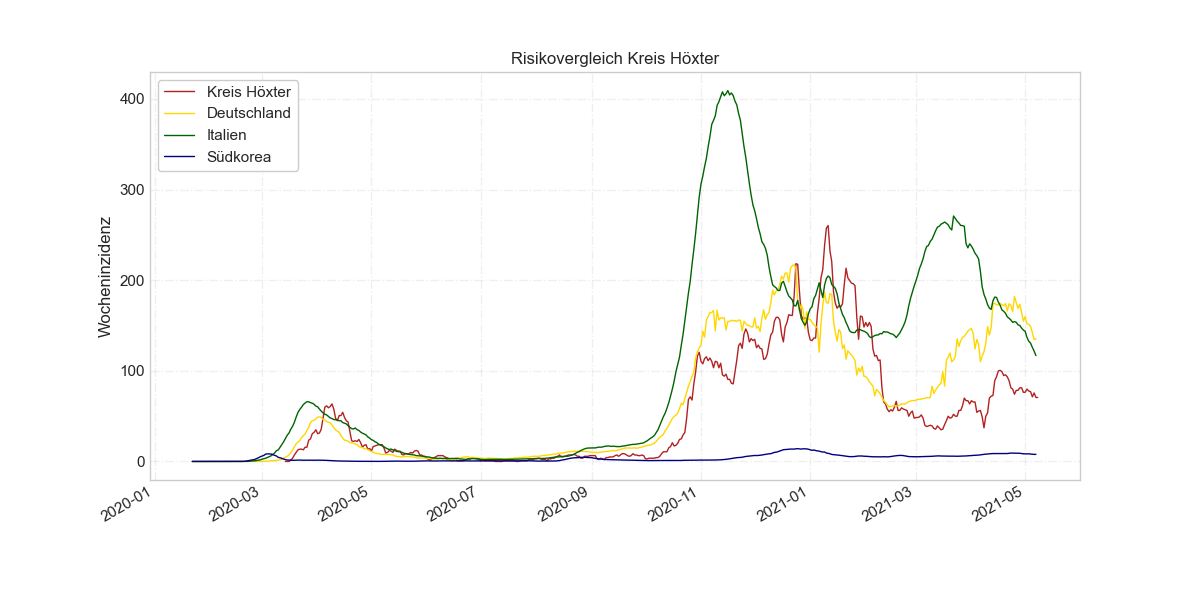 Risikovergleich Kreis Höxter
Kreis Höxter
Deutschland
Italien
Südkorea
Wocheninzidenz
400
300
200
100
0
2020-01
2020-03
2020-05
2020-07
2020-09
2020-11
2021-01
2021-03
2021-05